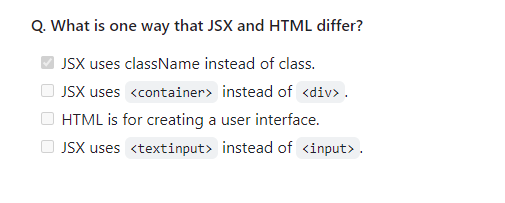 Q. What is one way that JSX and HTML differ?
JSX uses className instead of class.
JSX uses <container> instead of <div>.
HTML is for creating a user interface.
JSX uses <textinput> instead of <input>.